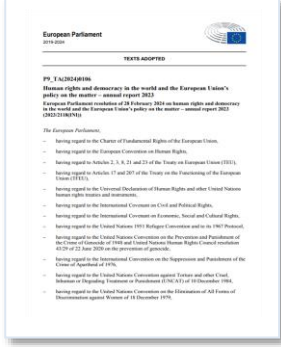 European Parliament
2019-2024
TEXTS ADOPTED
P9_TA(2024)0106
Human rights and democracy in the world and the European Union's
policy on the matter – annual report 2023
European Parliament resolution of 28 February 2024 on human rights and democracy
in the world and the European Union's policy on the matter – annual report 2023
(2023/2118(INI))
The European Parliament,
– having regard to the Charter of Fundamental Rights of the European Union,
– having regard to the European Convention on Human Rights,
– having regard to Articles 2, 3, 8, 21 and 23 of the Treaty on European Union (TEU),
– having regard to Articles 17 and 207 of the Treaty on the Functioning of the European
Union (TFEU),
– having regard to the Universal Declaration of Human Rights and other United Nations
human rights treaties and instruments,
– having regard to the International Covenant on Civil and Political Rights,
– having regard to the International Covenant on Economic, Social and Cultural Rights,
– having regard to the United Nations 1951 Refugee Convention and its 1967 Protocol,
– having regard to the United Nations Convention on the Prevention and Punishment of
the Crime of Genocide of 1948 and United Nations Human Rights Council resolution
43/29 of 22 June 2020 on the prevention of genocide,
– having regard to the International Convention on the Suppression and Punishment of the
Crime of Apartheid of 1976,
– having regard to the United Nations Convention against Torture and other Cruel,
Inhuman or Degrading Treatment or Punishment (UNCAT) of 10 December 1984,
– having regard to the United Nations Convention on the Elimination of All Forms of
Discrimination against Women of 18 December 1979,